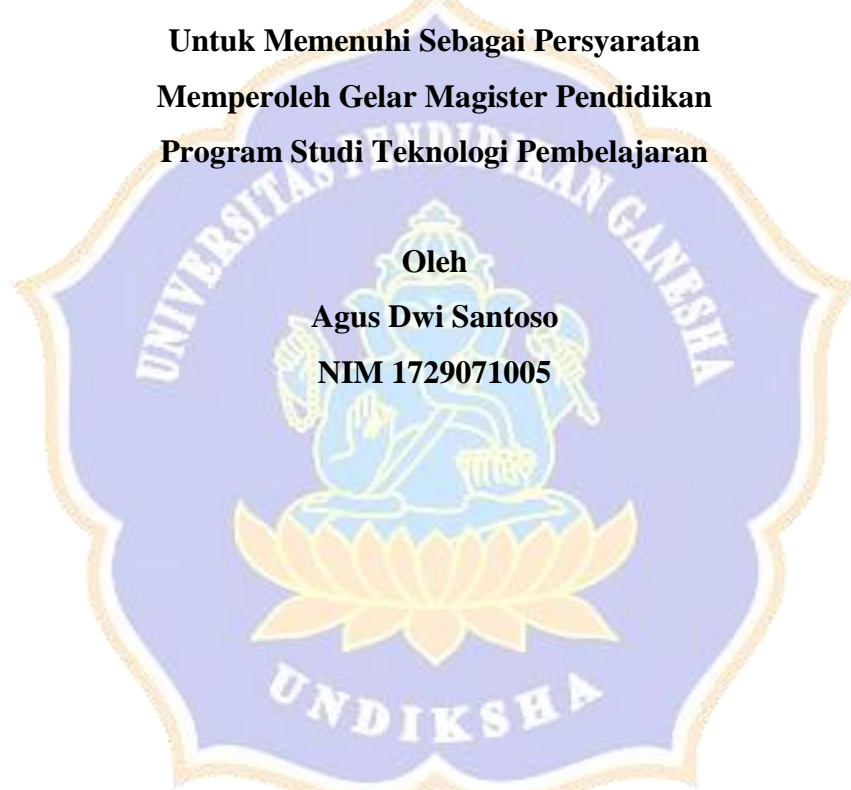 Untuk Memenuhi Sebagai Persyaratan
Memperoleh Gelar Magister Pendidikan
Program Studi Teknologi Pembelajaran
UNIVERSITAS PENDIDIKAN GANESHA
Oleh
Agus Dwi Santoso
NIM 1729071005
UNDIKSHA